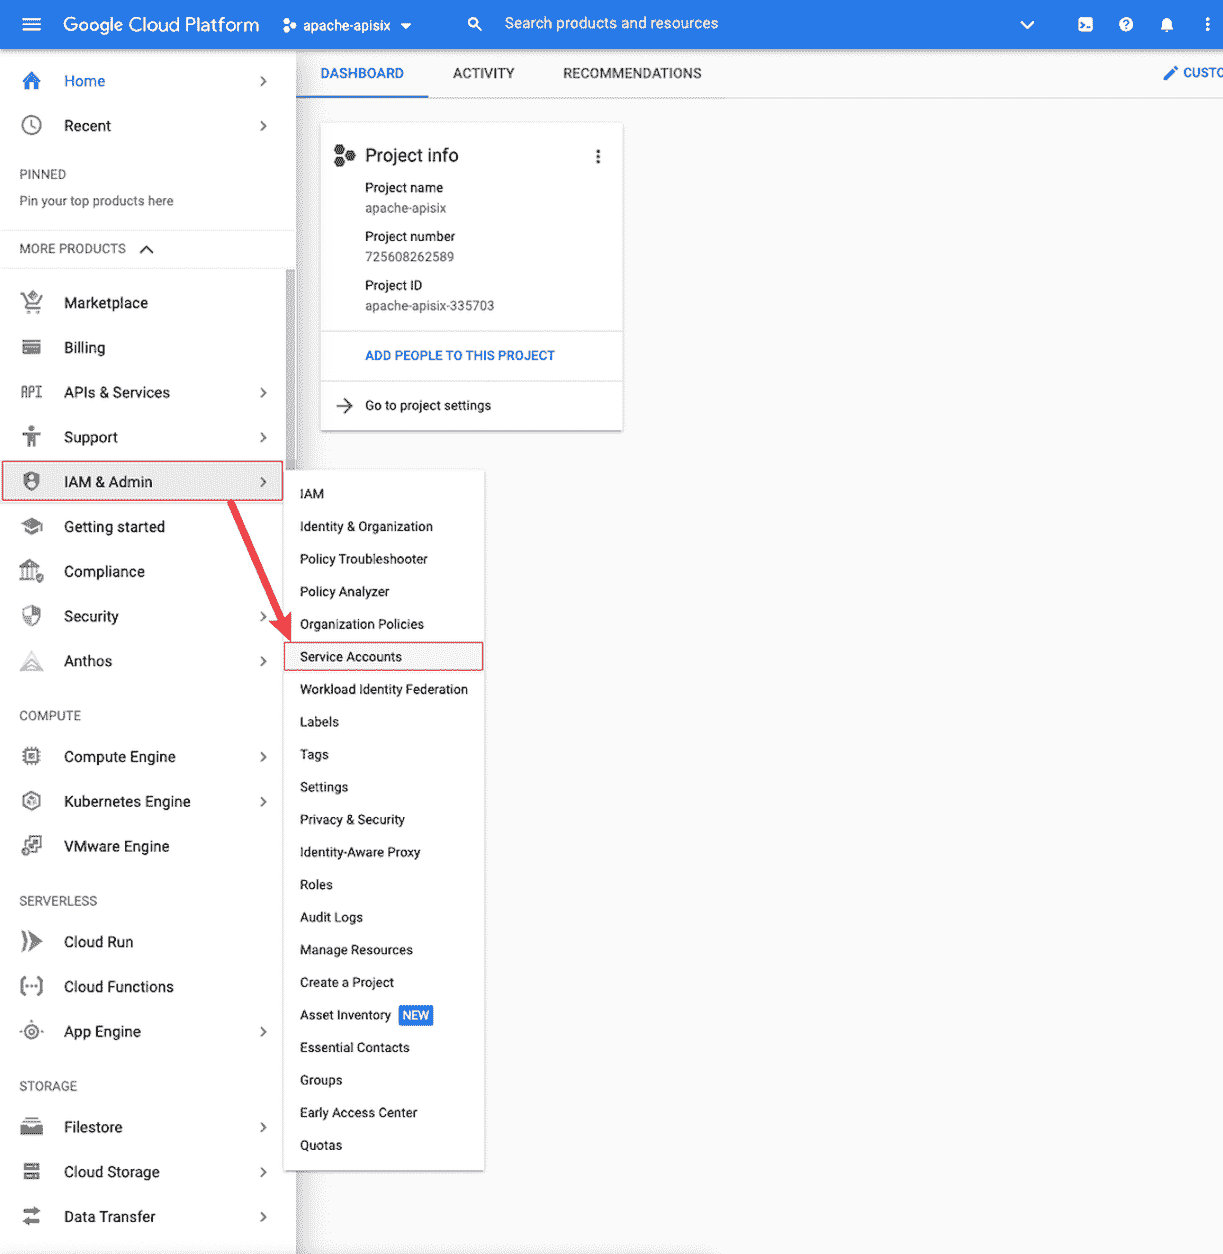 Google Cloud Platform
apache-apisix
Search products and resources
Home
Recent
PINNED
Pin your top products here
MORE PRODUCTS
Marketplace
Billing
API
APIs & Services
Support
IAM & Admin
Getting started
Compliance
Security
Anthos
COMPUTE
Compute Engine
Kubernetes Engine
VMware Engine
SERVERLESS
Cloud Run
Cloud Functions
App Engine
STORAGE
Filestore
Cloud Storage
Data Transfer
DASHBOARD
ACTIVITY
RECOMMENDATIONS
CUSTO
Project info
Project name
apache-apisix
Project number
725608262589
Project ID
apache-apisix-335703
ADD PEOPLE TO THIS PROJECT
Go to project settings
IAM
Identity & Organization
Policy Troubleshooter
Policy Analyzer
Organization Policies
Service Accounts
Workload Identity Federation
Labels
Tags
Settings
Privacy & Security
Identity-Aware Proxy
Roles
Audit Logs
Manage Resources
Create a Project
Asset Inventory NEW
Essential Contacts
Groups
Early Access Center
Quotas